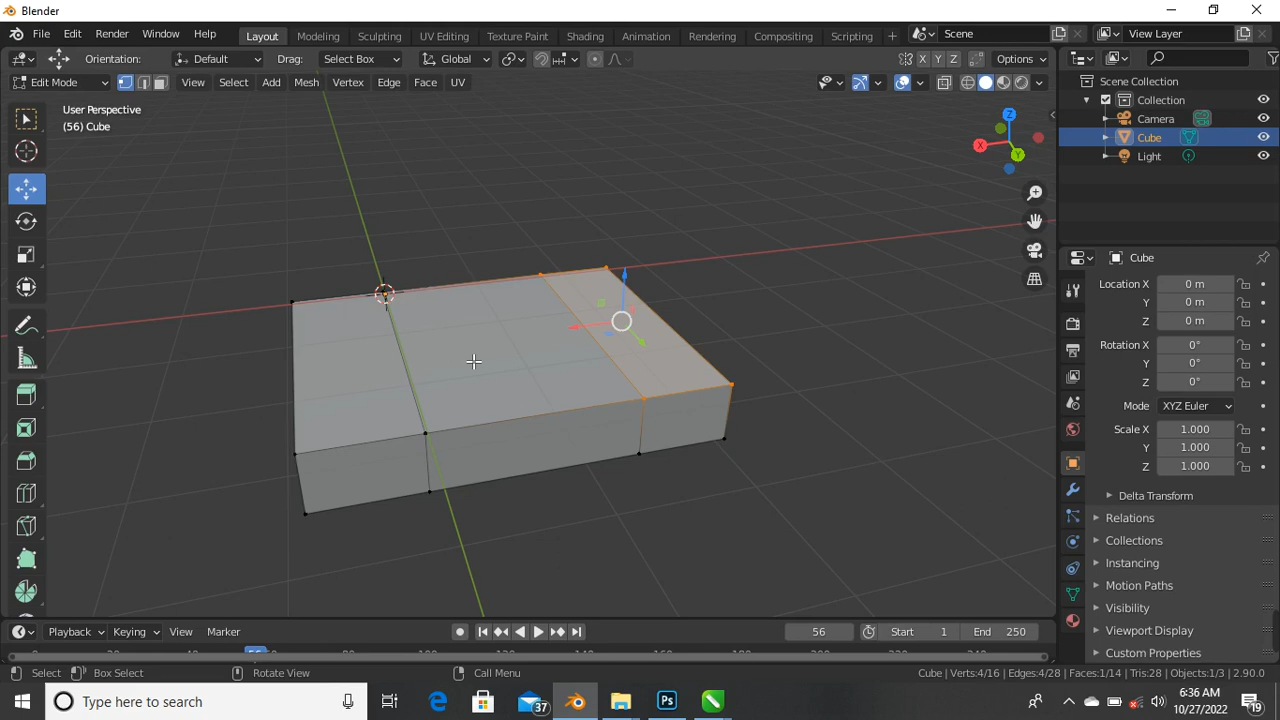 Blender
File Edit Render Window Help
Layout Modeling Sculpting UV Editing Texture Paint Shading Animation Rendering Compositing Scripting +
Scene View Layer
Orientation: Default Drag: Select Box Global X Y Z Options
Edit Mode View Select Add Mesh Vertex Edge Face UV
User Perspective
(56) Cube
Z
X
Y
Scene Collection
Collection
Camera
Cube
Light
Cube
Location X 0 m
Y 0 m
Z 0 m
Rotation X 0°
Y 0°
Z 0°
Mode XYZ Euler
Scale X 1.000
Y 1.000
Z 1.000
Delta Transform
Relations
Collections
Instancing
Motion Paths
Visibility
Viewport Display
Custom Properties
Playback Keying View Marker 56 Start 1 End 250
Select Box Select Rotate View Call Menu Cube | Verts:4/16 | Edges:4/28 | Faces:1/14 | Tris:28 | Objects:1/3 | 2.90.0
Type here to search 37 Ps 6:36 AM
10/27/2022 19